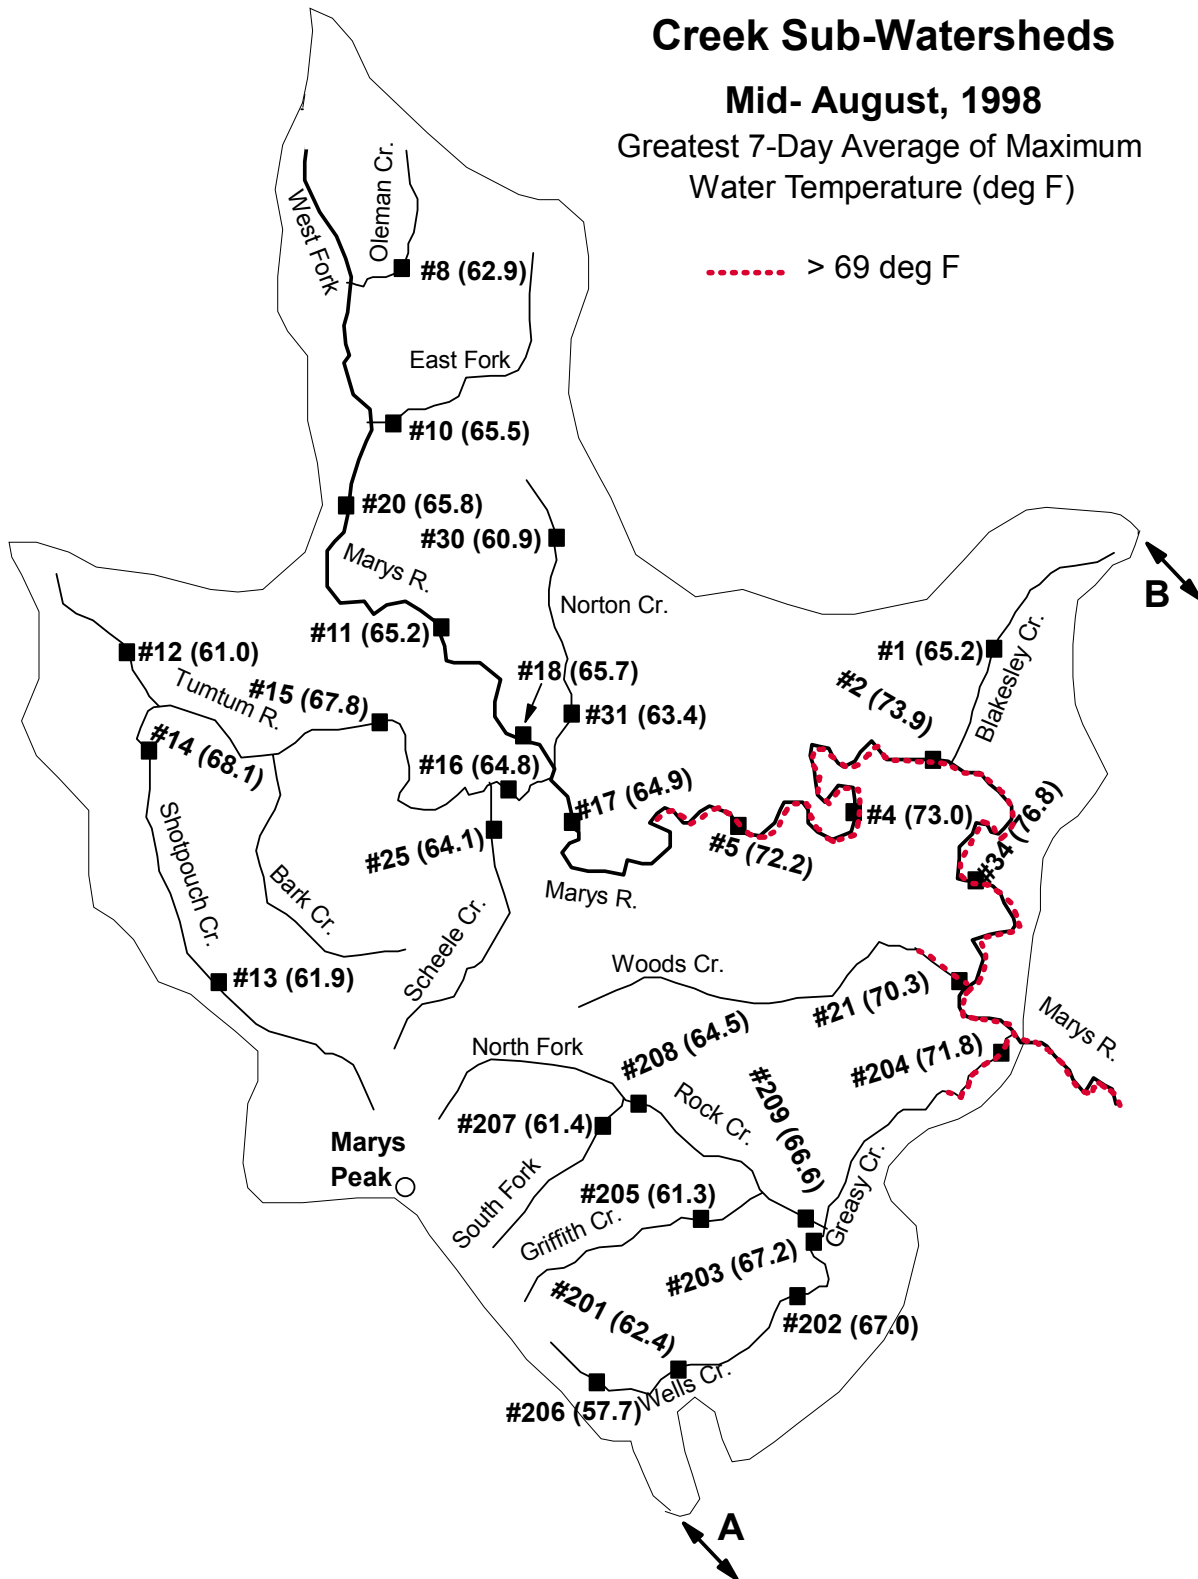 Creek Sub-Watersheds
Mid- August, 1998
Greatest 7-Day Average of Maximum
Water Temperature (deg F)
> 69 deg F
West Fork
Oleman Cr.
#8 (62.9)
East Fork
#10 (65.5)
#20 (65.8)
#30 (60.9)
Marys R.
Norton Cr.
B
#11 (65.2)
#12 (61.0)
#18 (65.7)
#1 (65.2)
Blakesley Cr.
Tumtum R.
#15 (67.8)
#2 (73.9)
#31 (63.4)
#14 (68.1)
#16 (64.8)
#17 (64.9)
#4 (73.0)
#34 (76.8)
#5 (72.2)
#25 (64.1)
Shotpouch Cr.
Bark Cr.
Marys R.
Scheele Cr.
#13 (61.9)
Woods Cr.
#21 (70.3)
Marys R.
North Fork
#208 (64.5)
#204 (71.8)
Rock Cr.
#209 (66.6)
#207 (61.4)
Marys
Peak
South Fork
#205 (61.3)
Griffith Cr.
Greasy Cr.
#203 (67.2)
#201 (62.4)
#202 (67.0)
Wells Cr.
#206 (57.7)
A